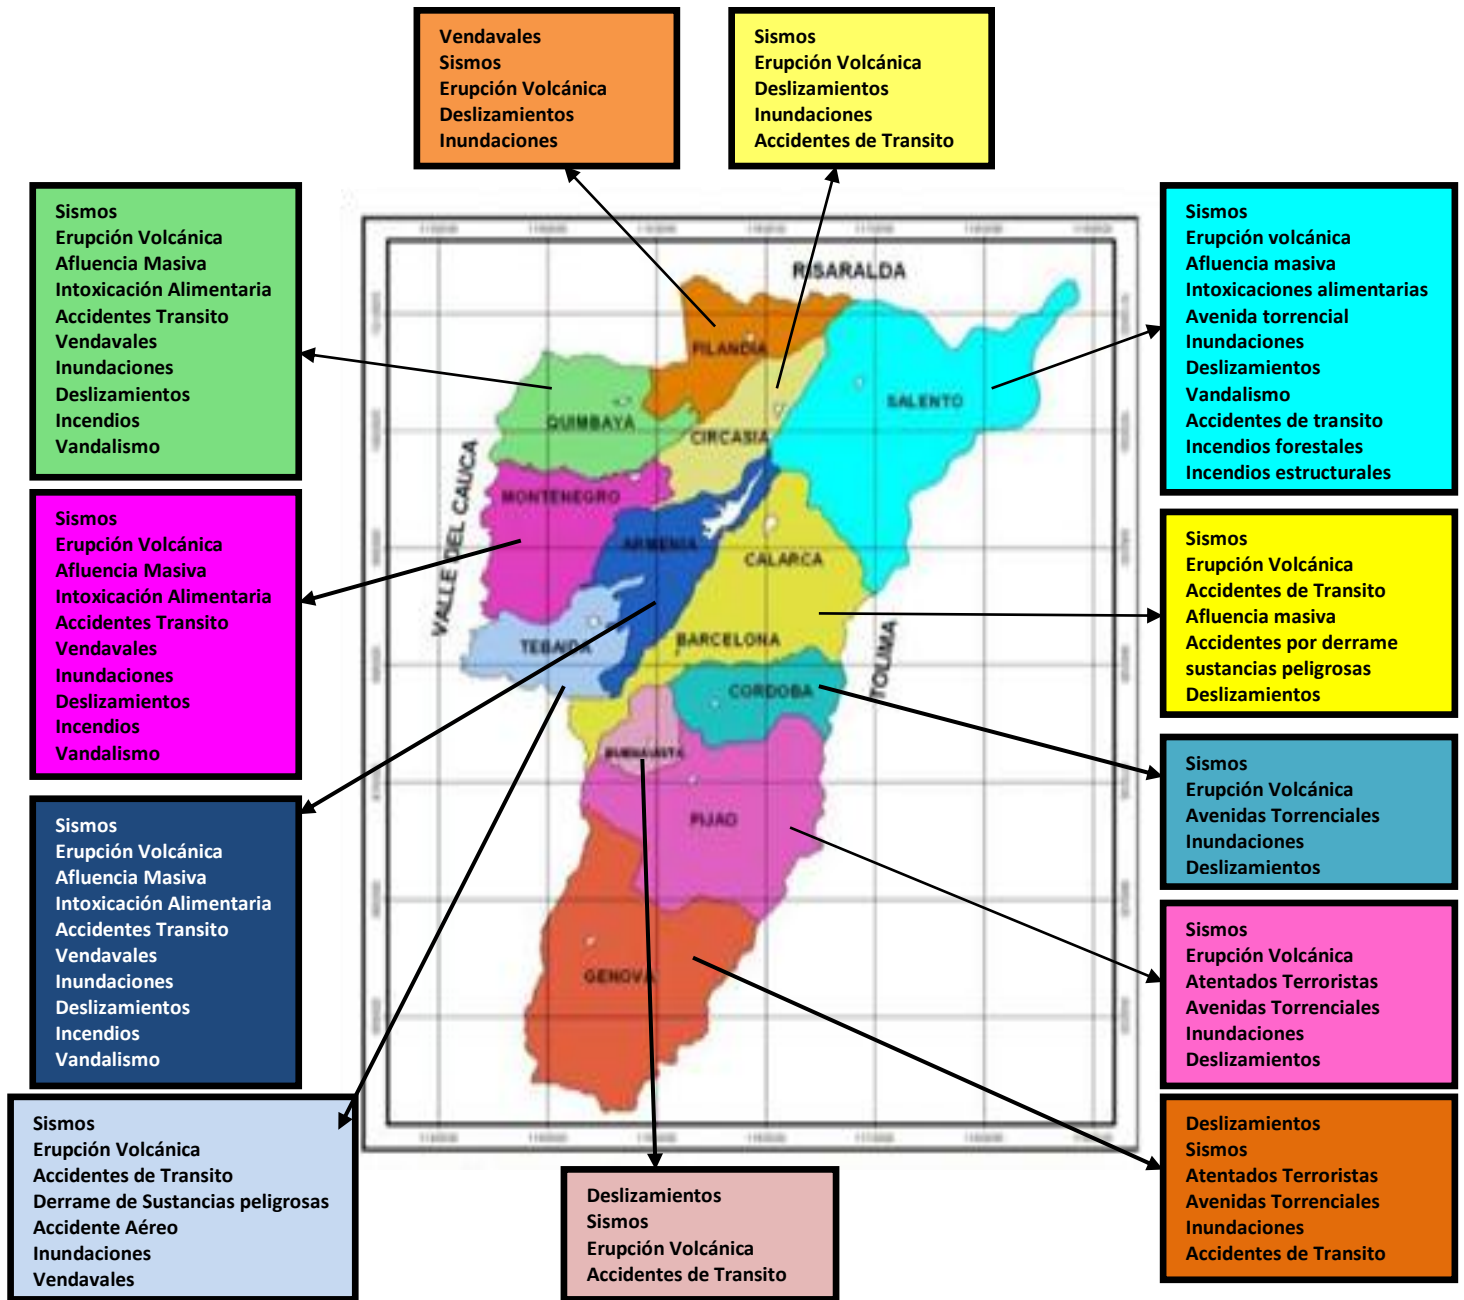 Vendavales
Sismos
Erupción Volcánica
Deslizamientos
Inundaciones
Sismos
Erupción Volcánica
Deslizamientos
Inundaciones
Accidentes de Transito
Sismos
Erupción Volcánica
Afluencia Masiva
Intoxicación Alimentaria
Accidentes Transito
Vendavales
Inundaciones
Deslizamientos
Incendios
Vandalismo
Sismos
Erupción volcánica
Afluencia masiva
Intoxicaciones alimentarias
Avenida torrencial
Inundaciones
Deslizamientos
Vandalismo
Accidentes de transito
Incendios forestales
Incendios estructurales
Sismos
Erupción Volcánica
Afluencia Masiva
Intoxicación Alimentaria
Accidentes Transito
Vendavales
Inundaciones
Deslizamientos
Incendios
Vandalismo
Sismos
Erupción Volcánica
Accidentes de Transito
Afluencia masiva
Accidentes por derrame
sustancias peligrosas
Deslizamientos
Sismos
Erupción Volcánica
Avenidas Torrenciales
Inundaciones
Deslizamientos
Sismos
Erupción Volcánica
Afluencia Masiva
Intoxicación Alimentaria
Accidentes Transito
Vendavales
Inundaciones
Deslizamientos
Incendios
Vandalismo
Sismos
Erupción Volcánica
Atentados Terroristas
Avenidas Torrenciales
Inundaciones
Deslizamientos
Sismos
Erupción Volcánica
Accidentes de Transito
Derrame de Sustancias peligrosas
Accidente Aéreo
Inundaciones
Vendavales
Deslizamientos
Sismos
Erupción Volcánica
Accidentes de Transito
Deslizamientos
Sismos
Atentados Terroristas
Avenidas Torrenciales
Inundaciones
Accidentes de Transito
RISARALDA
FILANDIA
SALENTO
QUIMBAYA
CIRCASIA
VALLE DEL CAUCA
MONTENEGRO
ARMENIA
CALARCA
TEBAIDA
BARCELONA
TOLIMA
CORDOBA
BUENAVISTA
PIJAO
GENOVA